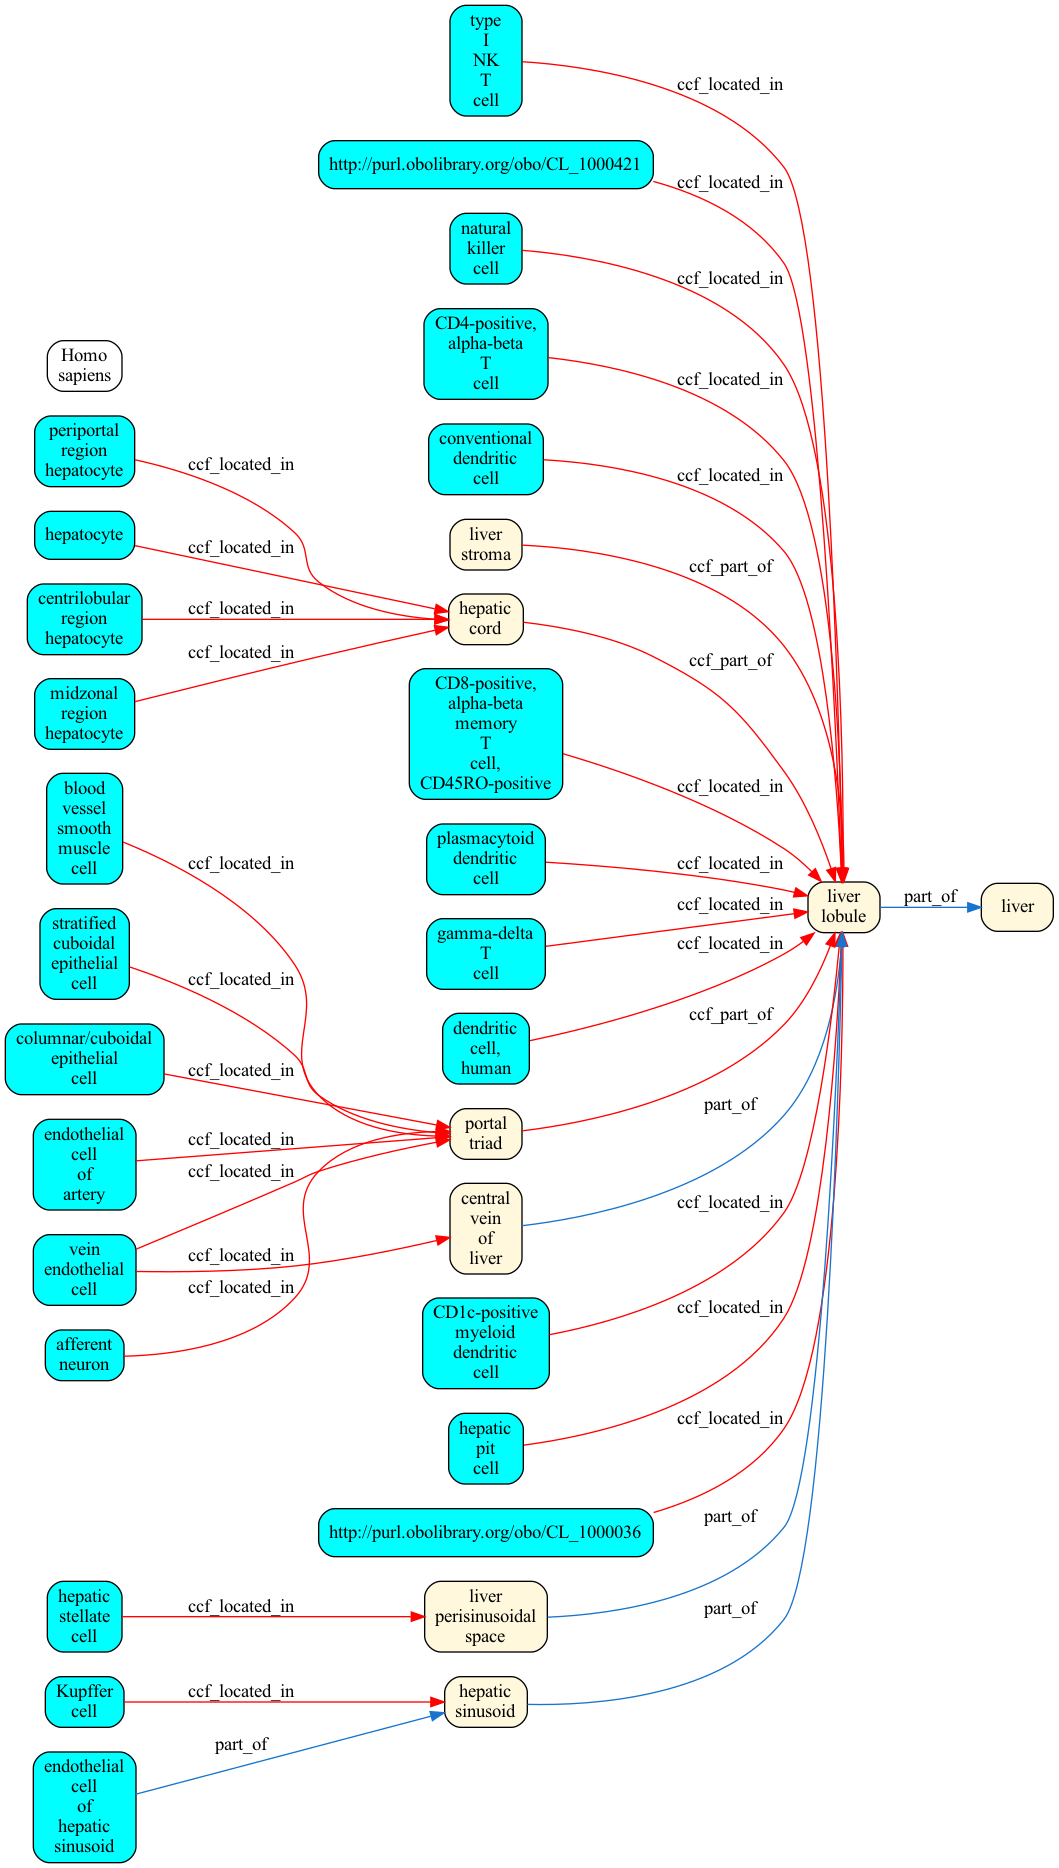 type
I
NK
T
cell
ccf_located_in
http://purl.obolibrary.org/obo/CL_1000421
ccf_located_in
natural
killer
cell
ccf_located_in
CD4-positive,
alpha-beta
T
cell
ccf_located_in
Homo
sapiens
periportal
region
hepatocyte
ccf_located_in
conventional
dendritic
cell
ccf_located_in
hepatocyte
ccf_located_in
liver
stroma
ccf_part_of
centrilobular
region
hepatocyte
ccf_located_in
hepatic
cord
ccf_part_of
midzonal
region
hepatocyte
ccf_located_in
CD8-positive,
alpha-beta
memory
T
cell,
CD45RO-positive
ccf_located_in
blood
vessel
smooth
muscle
cell
ccf_located_in
plasmacytoid
dendritic
cell
ccf_located_in
liver
lobule
part_of
liver
stratified
cuboidal
epithelial
cell
ccf_located_in
gamma-delta
T
cell
ccf_located_in
columnar/cuboidal
epithelial
cell
ccf_located_in
dendritic
cell,
human
ccf_located_in
endothelial
cell
of
artery
ccf_located_in
portal
triad
ccf_part_of
vein
endothelial
cell
ccf_located_in
ccf_located_in
central
vein
of
liver
part_of
afferent
neuron
ccf_located_in
CD1c-positive
myeloid
dendritic
cell
ccf_located_in
hepatic
pit
cell
ccf_located_in
http://purl.obolibrary.org/obo/CL_1000036
ccf_located_in
hepatic
stellate
cell
ccf_located_in
liver
perisinusoidal
space
part_of
Kupffer
cell
ccf_located_in
hepatic
sinusoid
part_of
endothelial
cell
of
hepatic
sinusoid
part_of